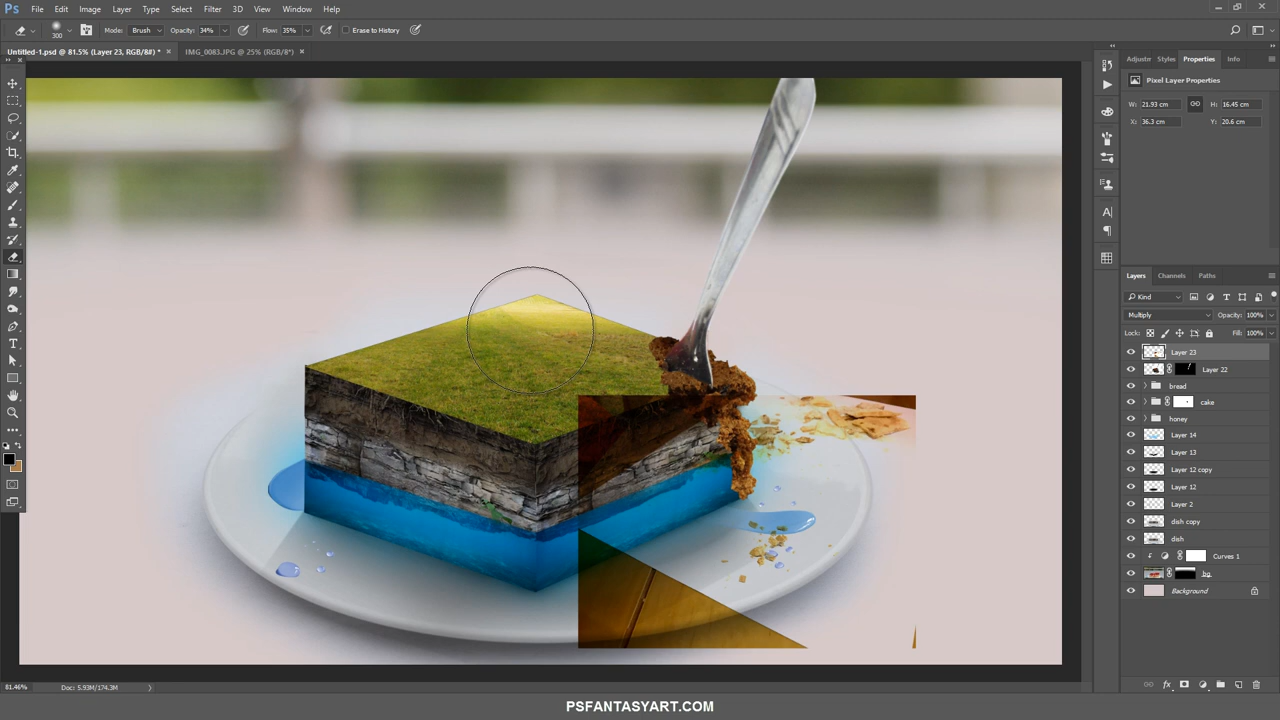 Ps File Edit Image Layer Type Select Filter 3D View Window Help
300 Mode: Brush Opacity: 34% Flow: 35% Erase to History
Untitled-1.psd @ 81.5% (Layer 23, RGB/8#) * × IMG_0083.JPG @ 25% (RGB/8*) ×
Adjustr Styles Properties Info
Pixel Layer Properties
W: 21.93 cm H: 16.45 cm
X: 36.3 cm Y: 20.6 cm
Layers Channels Paths
Kind
Multiply Opacity: 100%
Lock: Fill: 100%
Layer 23
Layer 22
bread
cake
honey
Layer 14
Layer 13
Layer 12 copy
Layer 12
Layer 2
dish copy
dish
Curves 1
bg
Background
81.46% Doc: 5.93M/174.3M
PSFANTASYART.COM